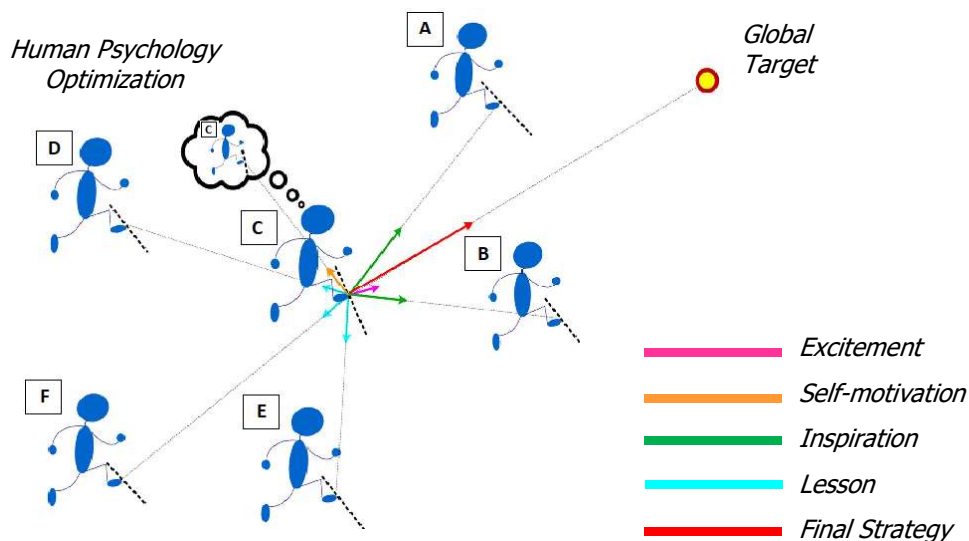 Human Psychology
Optimization
A
Global
Target
C
D
C
B
F
E
Excitement
Self-motivation
Inspiration
Lesson
Final Strategy